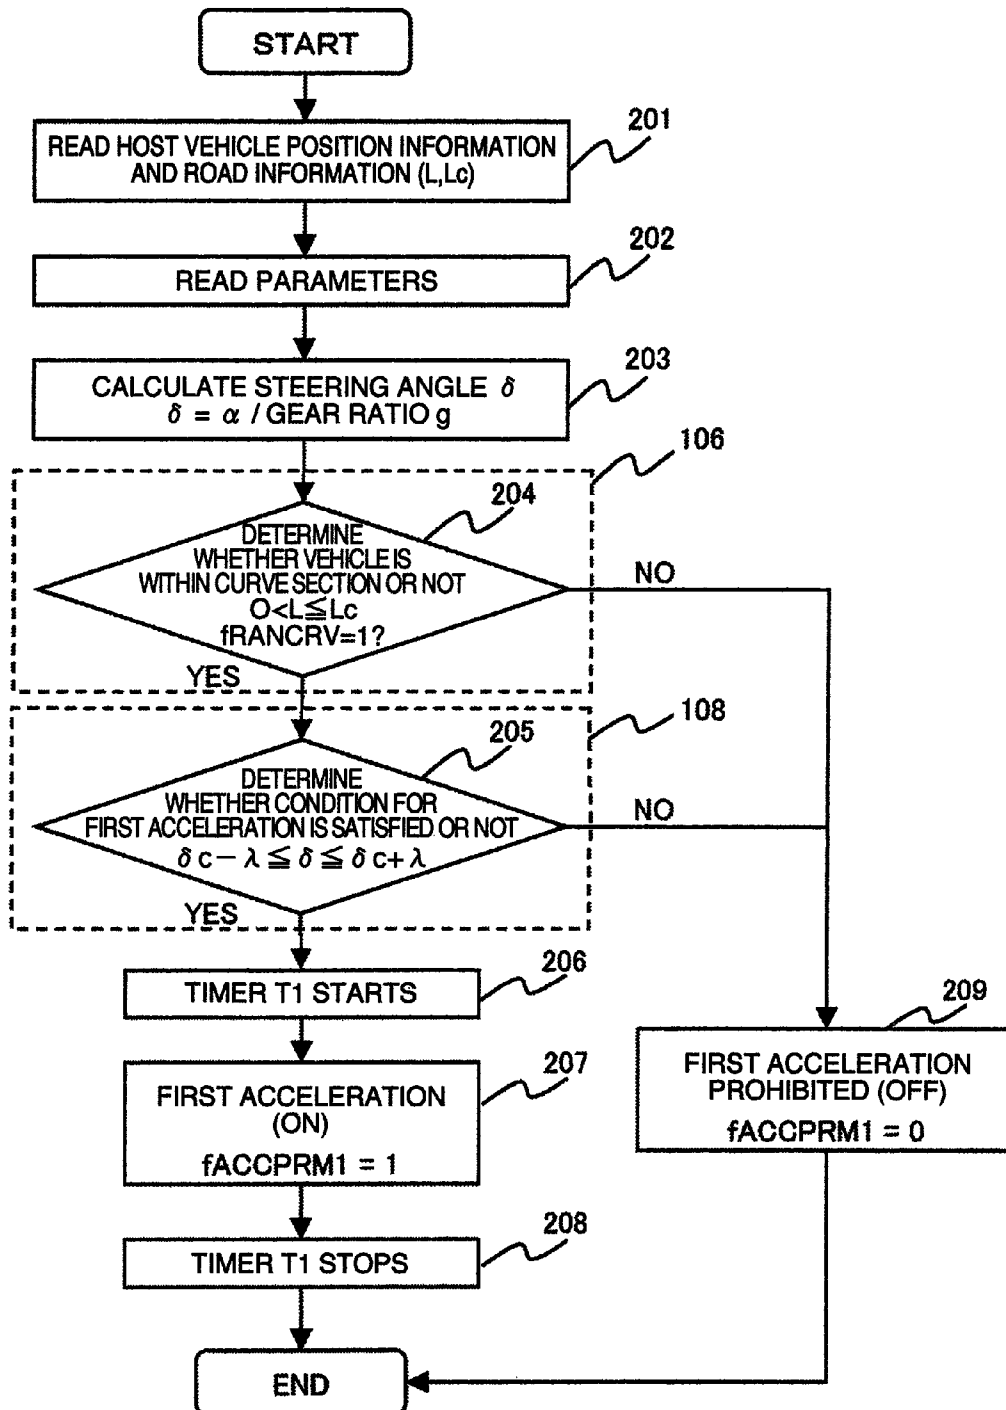 START
201
READ HOST VEHICLE POSITION INFORMATION
AND ROAD INFORMATION (L,Lc)
202
READ PARAMETERS
203
CALCULATE STEERING ANGLE δ
δ = α / GEAR RATIO g
106
204
DETERMINE
WHETHER VEHICLE IS
WITHIN CURVE SECTION OR NOT
0<L≦Lc
fRANCRV=1?
NO
YES
108
205
DETERMINE
WHETHER CONDITION FOR
FIRST ACCELERATION IS SATISFIED OR NOT
δc－λ≦δ≦δc+λ
NO
YES
206
TIMER T1 STARTS
207
FIRST ACCELERATION
(ON)
fACCPRM1 = 1
209
FIRST ACCELERATION
PROHIBITED (OFF)
fACCPRM1 = 0
208
TIMER T1 STOPS
END